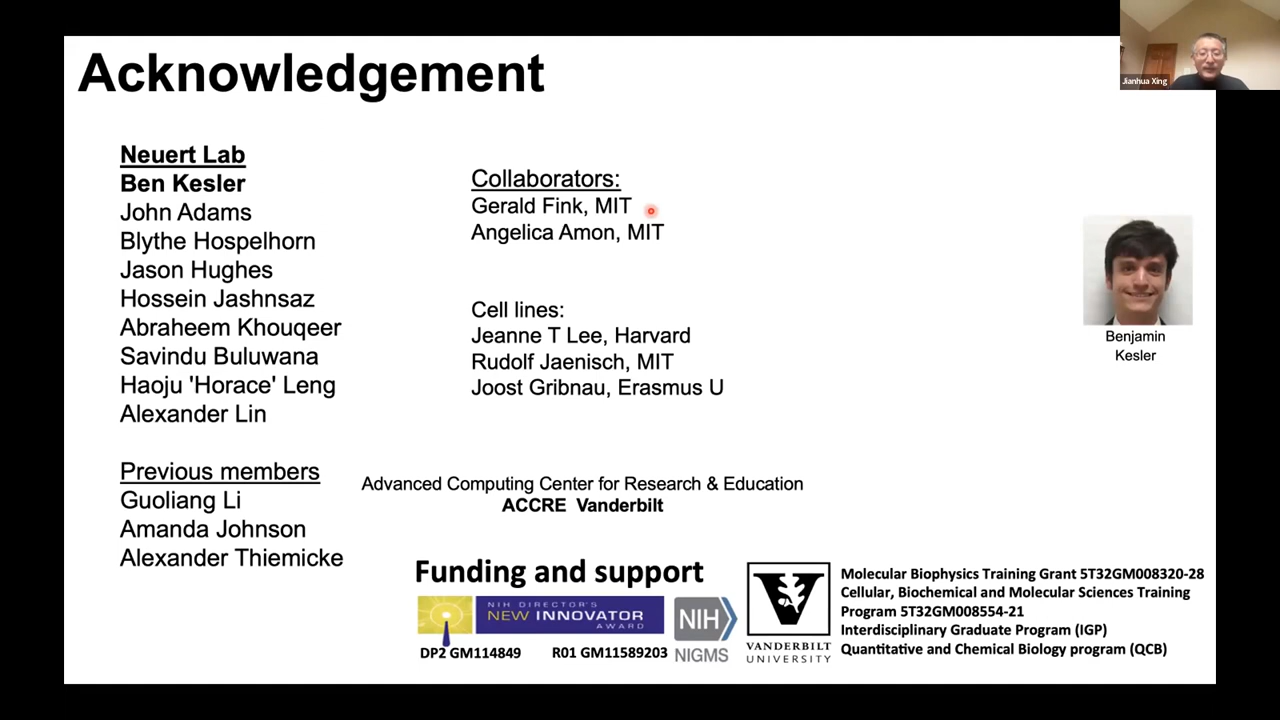 Acknowledgement
Jianhua Xing
Neuert Lab
Ben Kesler
John Adams
Blythe Hospelhorn
Jason Hughes
Hossein Jashnsaz
Abraheem Khouqeer
Savindu Buluwana
Haoju 'Horace' Leng
Alexander Lin
Previous members
Guoliang Li
Amanda Johnson
Alexander Thiemicke
Collaborators:
Gerald Fink, MIT
Angelica Amon, MIT
Cell lines:
Jeanne T Lee, Harvard
Rudolf Jaenisch, MIT
Joost Gribnau, Erasmus U
Benjamin
Kesler
Advanced Computing Center for Research & Education
ACCRE Vanderbilt
Funding and support
NIH DIRECTOR'S
NEW INNOVATOR
AWARD
DP2 GM114849
R01 GM11589203
NIH
NIGMS
V
VANDERBILT
UNIVERSITY
Molecular Biophysics Training Grant 5T32GM008320-28
Cellular, Biochemical and Molecular Sciences Training
Program 5T32GM008554-21
Interdisciplinary Graduate Program (IGP)
Quantitative and Chemical Biology program (QCB)